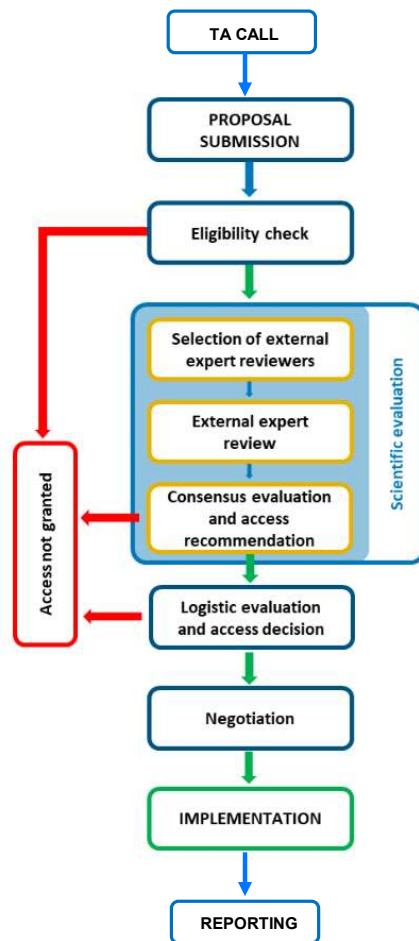 TA CALL
PROPOSAL
SUBMISSION
Eligibility check
Selection of external
expert reviewers
External expert
review
Consensus evaluation
and access
recommendation
Scientific evaluation
Access not granted
Logistic evaluation
and access decision
Negotiation
IMPLEMENTATION
REPORTING